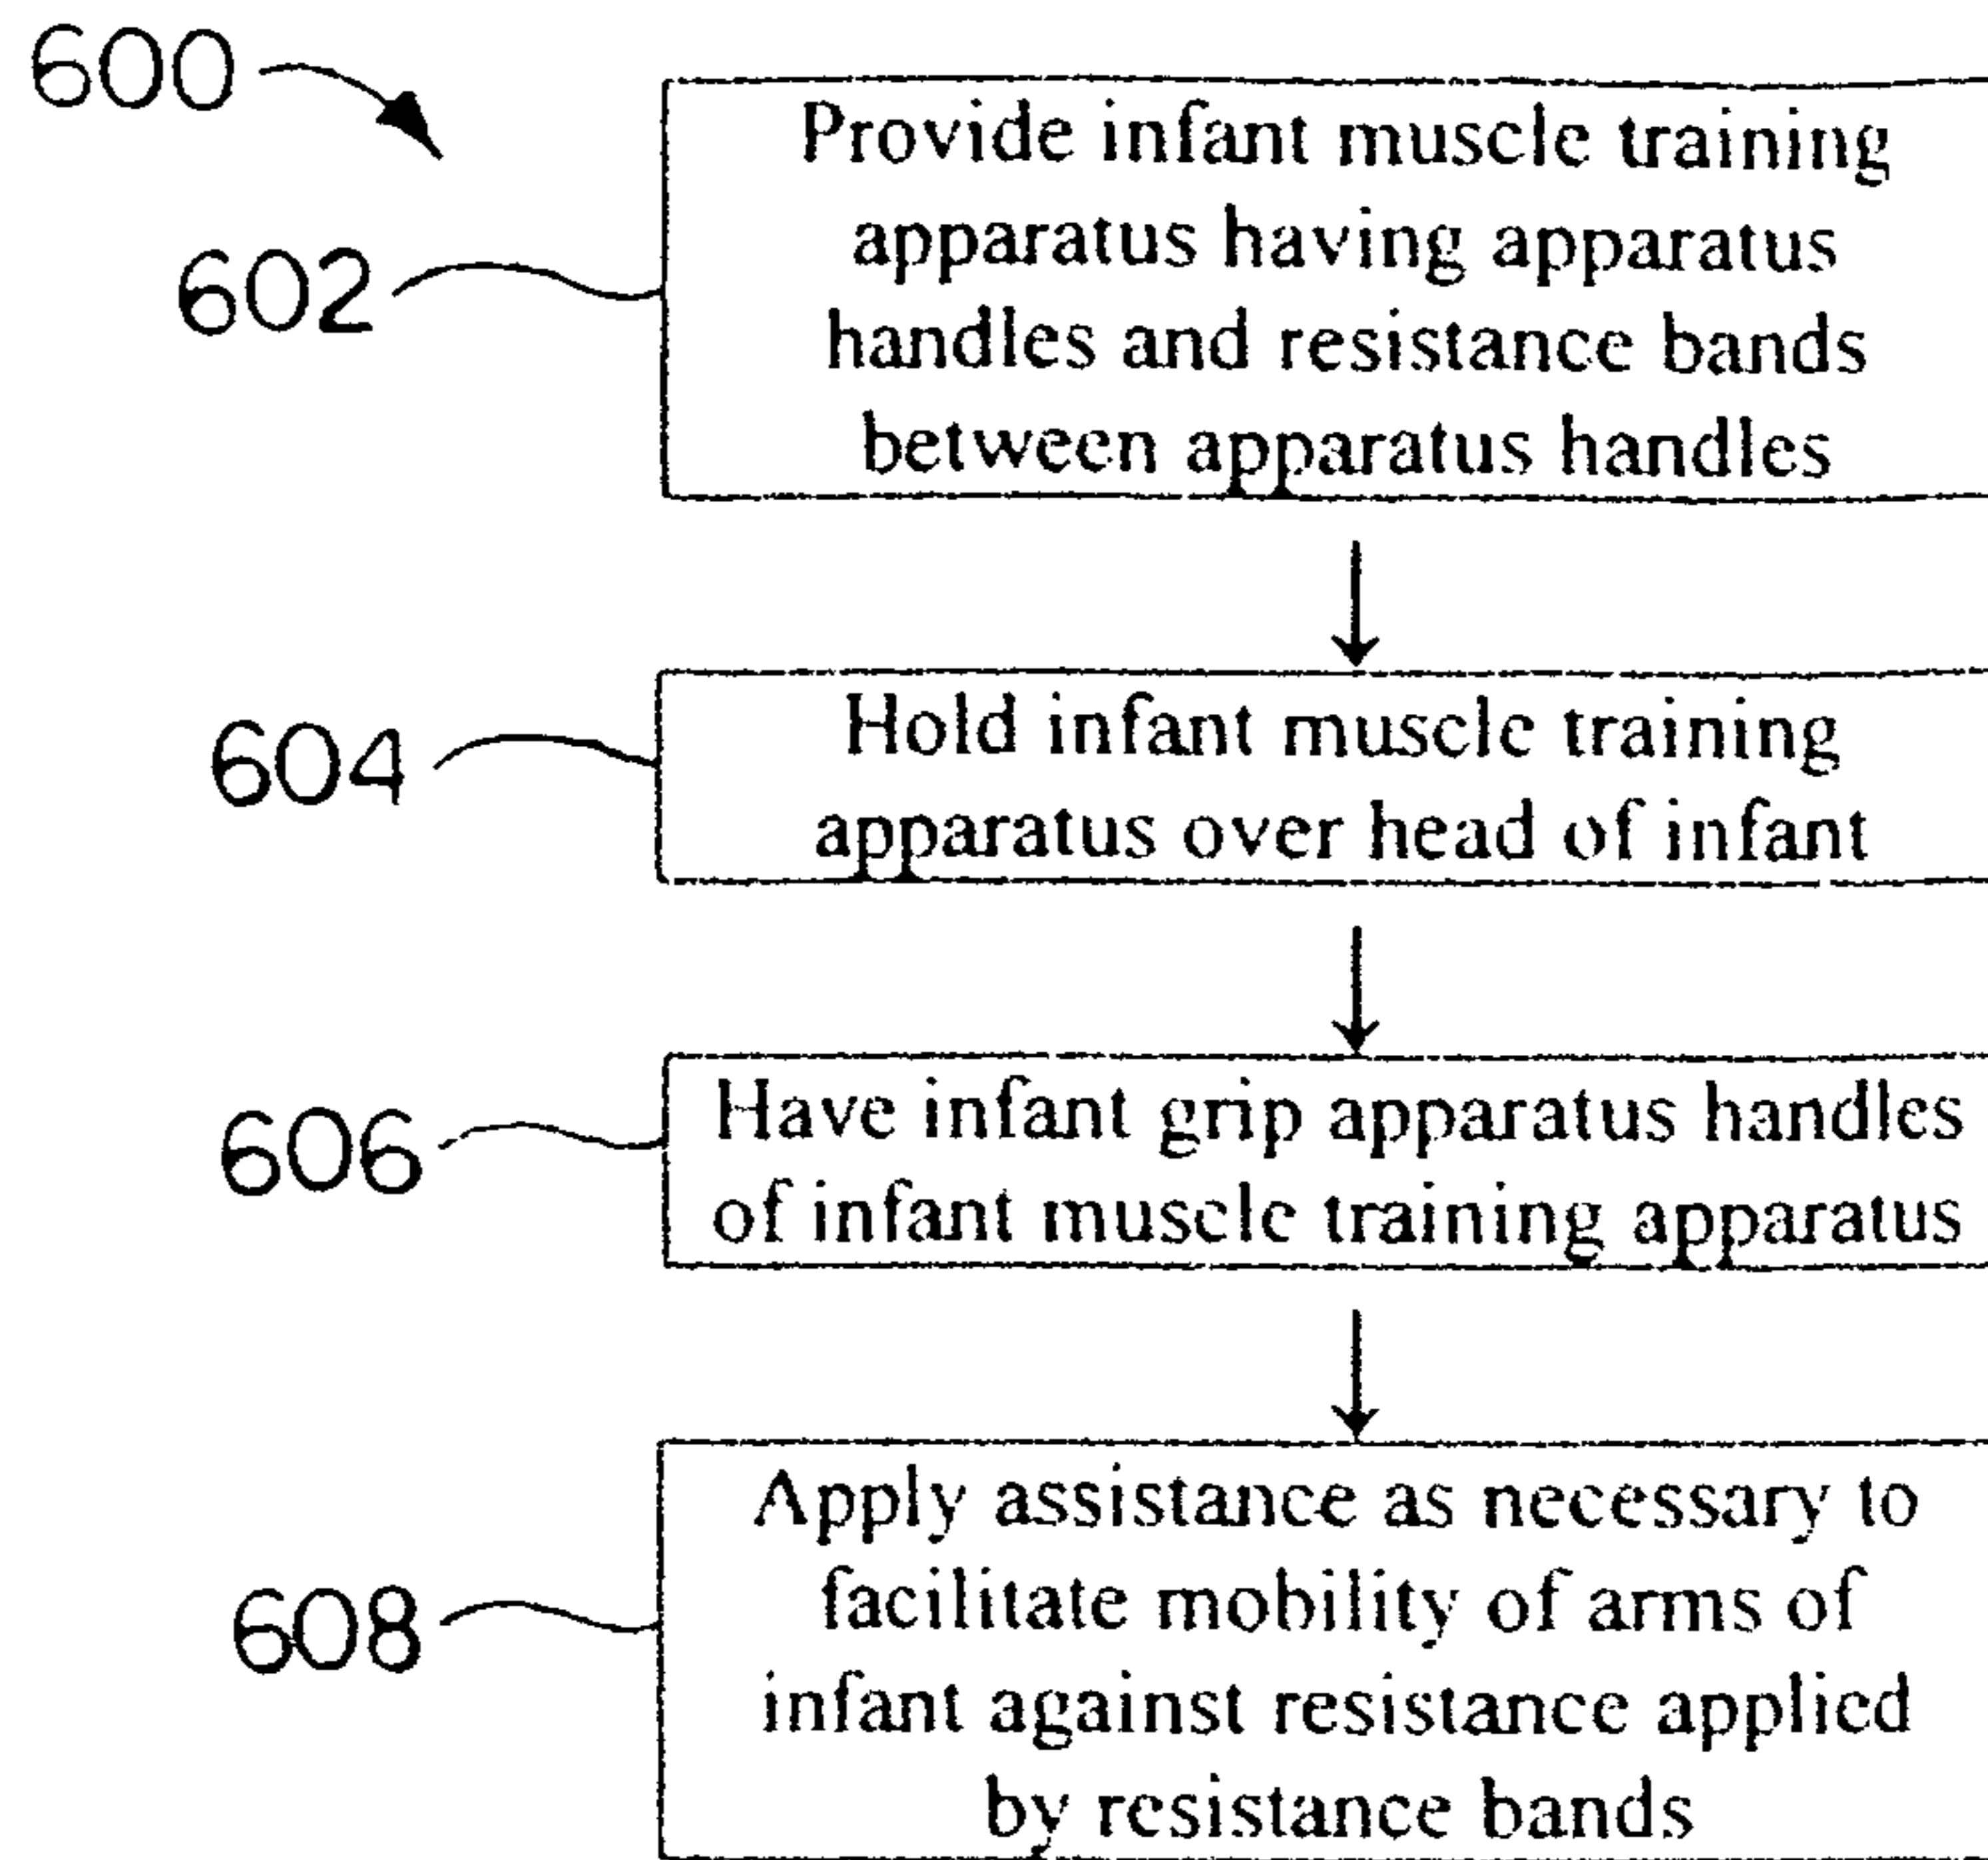 600
Provide infant muscle training
602
apparatus having apparatus
handles and resistance bands
between apparatus handles
604
Hold infant muscle training
apparatus over head of infant
606
Have infant grip apparatus handles
of infant muscle training apparatus
608
Apply assistance as necessary to
facilitate mobility of arms of
infant against resistance applied
by resistance bands